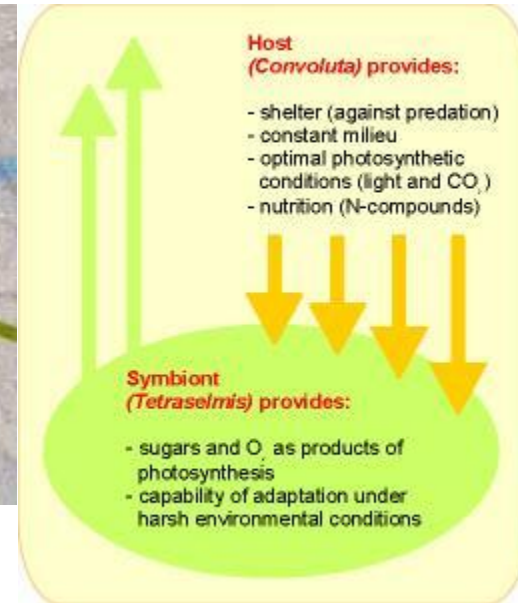 Host
(Convoluta) provides:
- shelter (against predation)
- constant milieu
- optimal photosynthetic
conditions (light and CO₂)
- nutrition (N-compounds)
Symbiont
(Tetraselmis) provides:
- sugars and O₂ as products of
photosynthesis
- capability of adaptation under
harsh environmental conditions